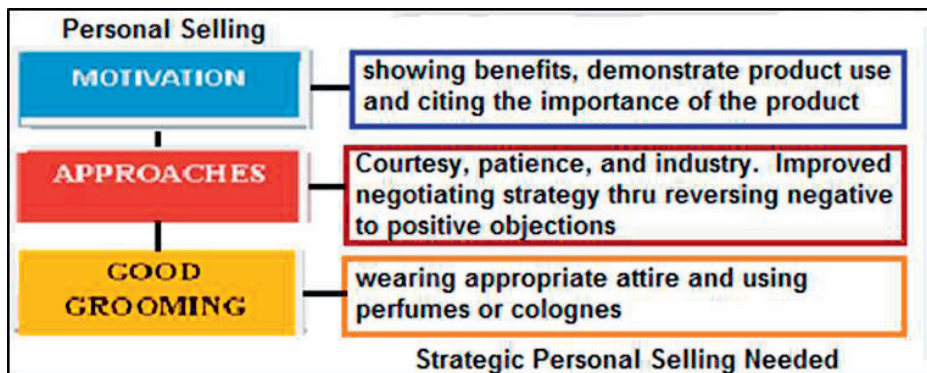 Personal Selling
MOTIVATION
showing benefits, demonstrate product use
and citing the importance of the product
APPROACHES
Courtesy, patience, and industry. Improved
negotiating strategy thru reversing negative
to positive objections
GOOD
GROOMING
wearing appropriate attire and using
perfumes or colognes
Strategic Personal Selling Needed